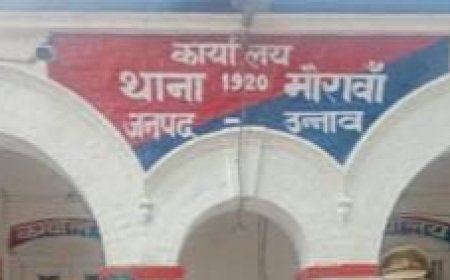 कार्यालय
थाना 1920 मौरावाँ
जनपद - उन्नाव